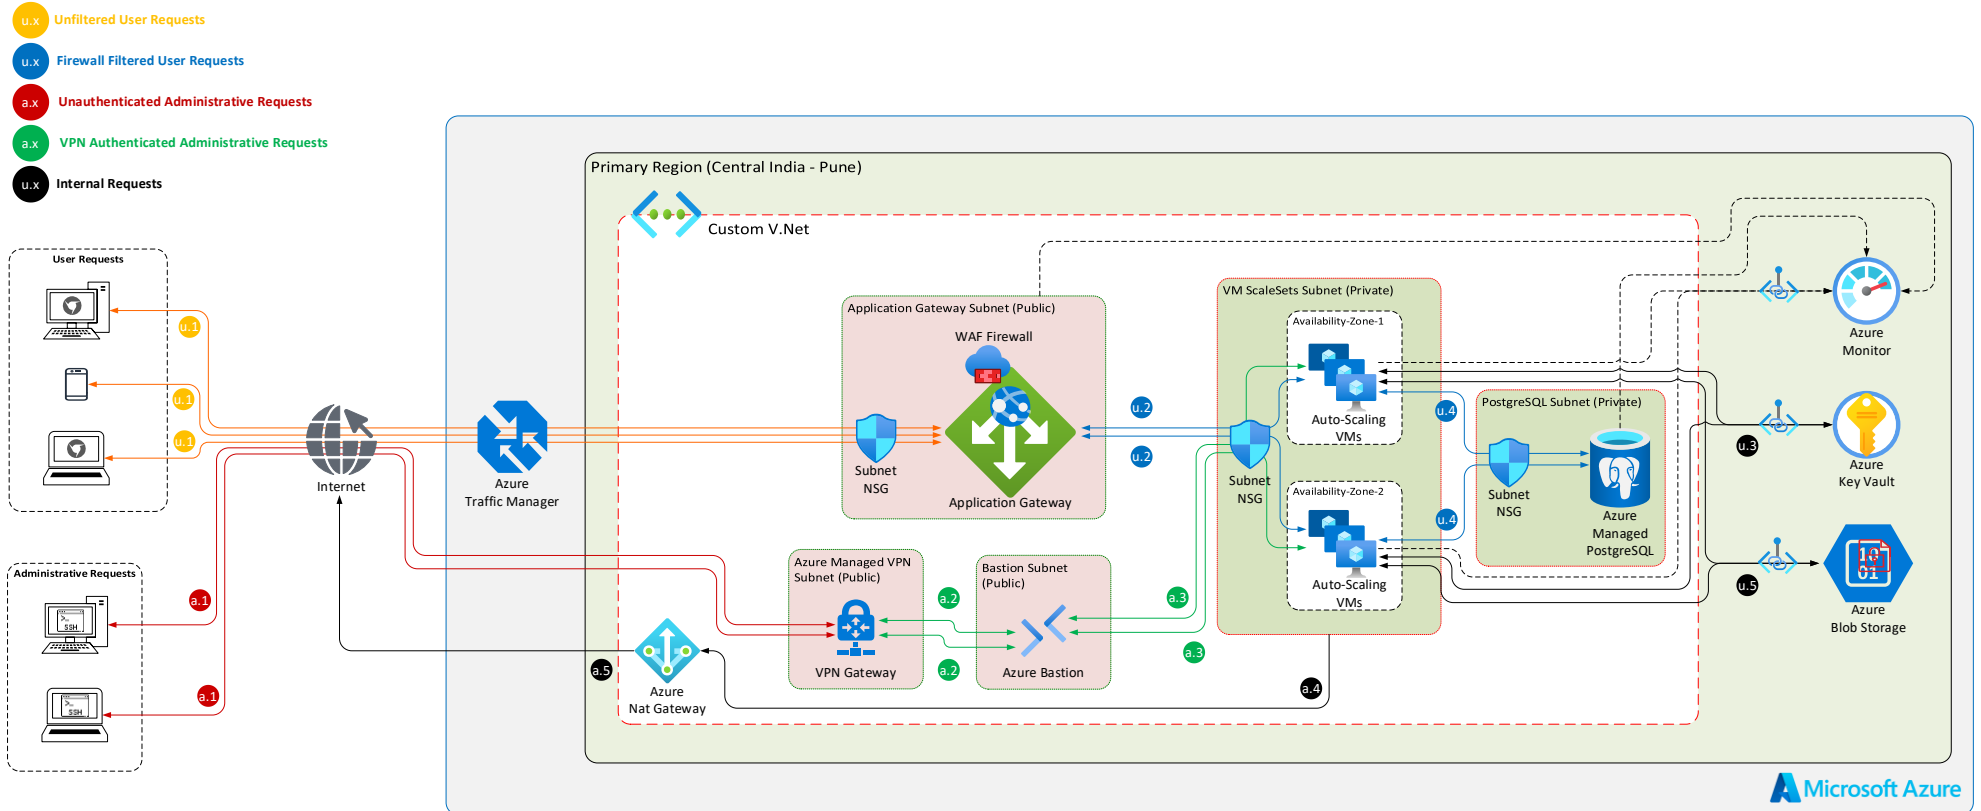 u.x Unfiltered User Requests
u.x Firewall Filtered User Requests
a.x Unauthenticated Administrative Requests
a.x VPN Authenticated Administrative Requests
u.x Internal Requests
Primary Region (Central India - Pune)
Custom V.Net
User Requests
u.1
u.1
u.1
Internet
Azure
Traffic Manager
Application Gateway Subnet (Public)
WAF Firewall
Subnet
NSG
Application Gateway
u.2
u.2
VM ScaleSets Subnet (Private)
Availability-Zone-1
Auto-Scaling
VMs
Subnet
NSG
Availability-Zone-2
Auto-Scaling
VMs
u.4
u.4
PostgreSQL Subnet (Private)
Subnet
NSG
Azure
Managed
PostgreSQL
Azure
Monitor
u.3
Azure
Key Vault
u.5
10
01
Azure
Blob Storage
Administrative Requests
>_
SSH
a.1
>_
SSH
a.1
Azure Managed VPN
Subnet (Public)
VPN Gateway
a.2
a.2
Bastion Subnet
(Public)
Azure Bastion
a.3
a.3
a.4
a.5
Azure
Nat Gateway
Microsoft Azure